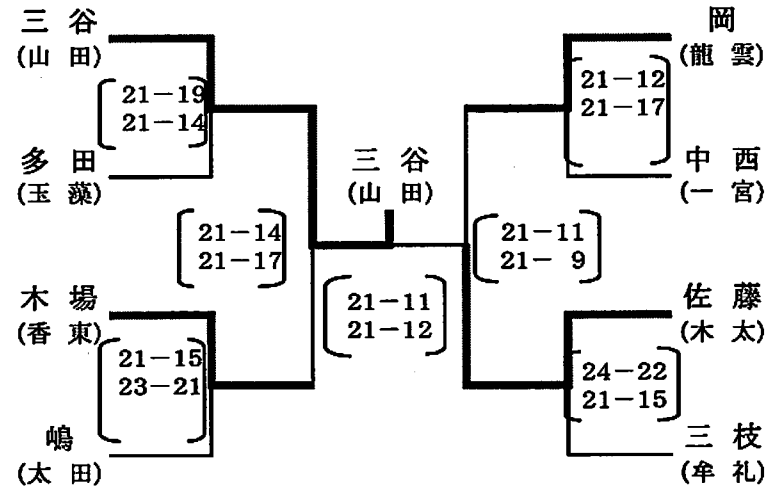 三谷
(山田)
21-19
21-14
多田
(玉藻)
21-14
21-17
木場
(香東)
21-15
23-21
嶋
(太田)
三谷
(山田)
21-11
21-12
岡
(龍雲)
21-12
21-17
中西
(一宮)
21-11
21- 9
佐藤
(木太)
24-22
21-15
三枝
(牟礼)